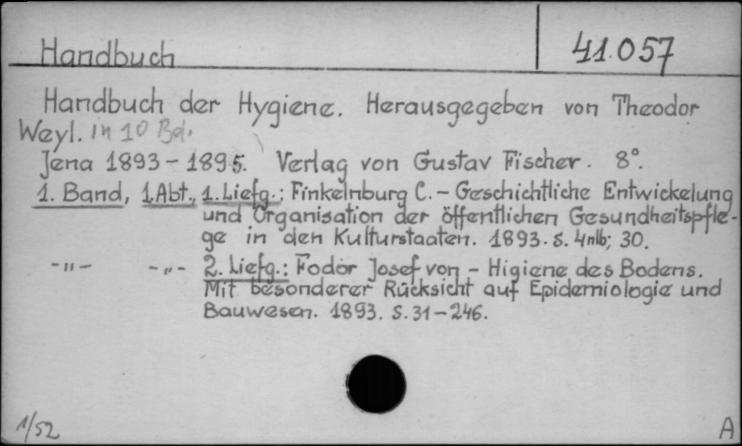 Handbuch 41.057
Handbuch der Hygiene. Herausgegeben von Theodor
Weyl. in 10 Bd.
Jena 1893-1895. Verlag von Gustav Fischer. 8°.
1. Band, 1.Abt., 1.Liefg.: Finkelnburg C. - Geschichtliche Entwickelung
und Organisation der öffentlichen Gesundheitspfle-
ge in den Kulturstaaten. 1893. S. 4nlb; 30.
-"- -"- 2. Liefg.: Fodor Josef von - Higiene des Bodens.
Mit besonderer Rücksicht auf Epidemiologie und
Bauwesen. 1893. S. 31-246.
1/52 A